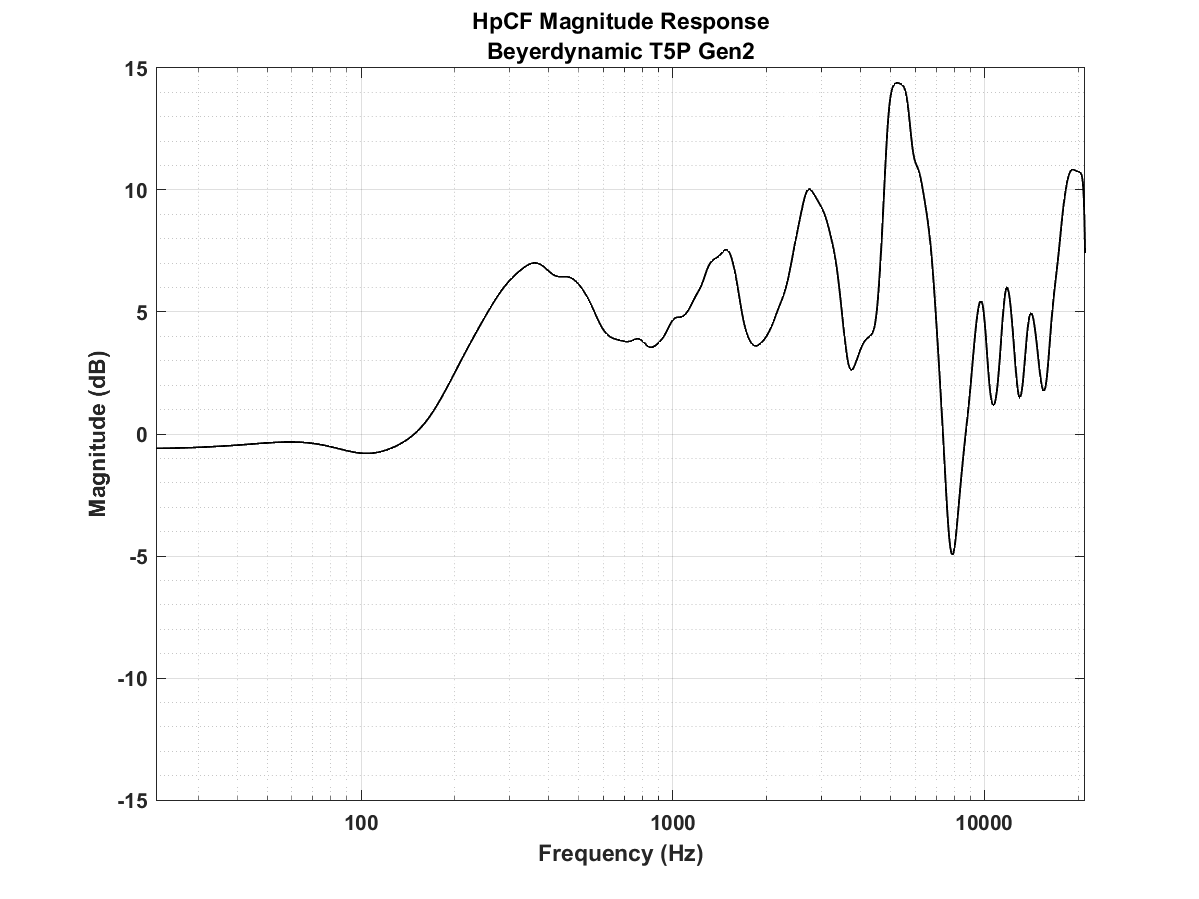 HpCF Magnitude Response
Beyerdynamic T5P Gen2
15
10
5
0
-5
-10
-15
Magnitude (dB)
100
1000
10000
Frequency (Hz)